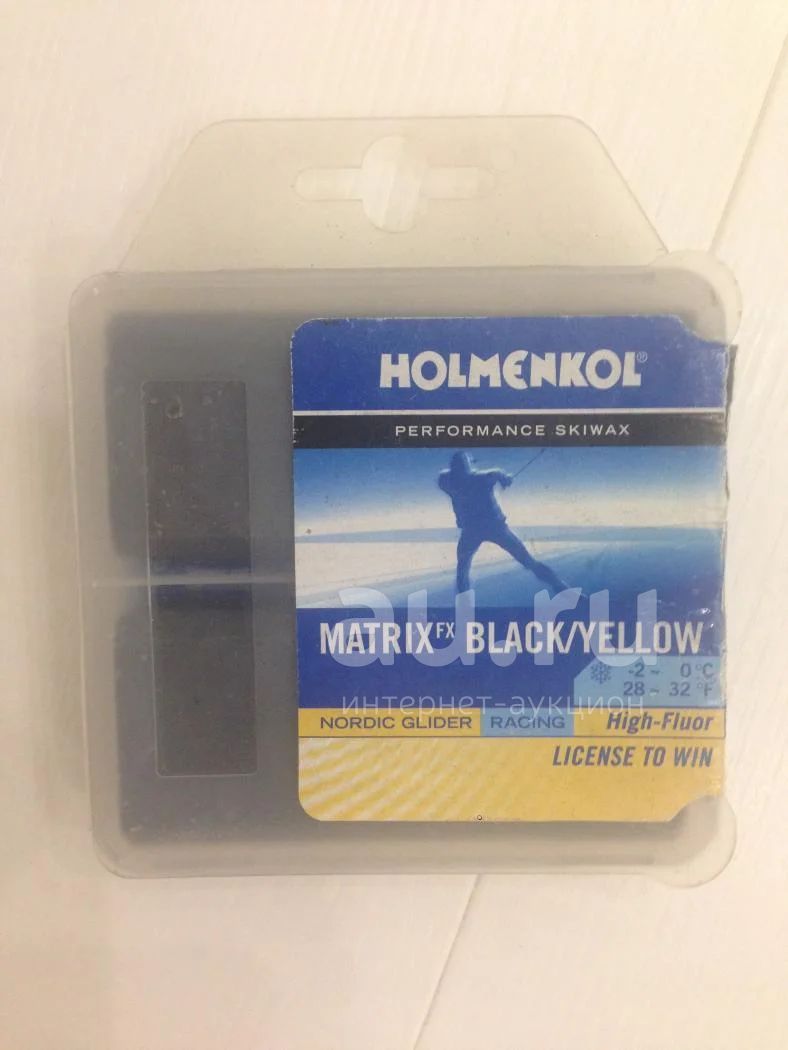 HOLMENKOL®
PERFORMANCE SKIWAX
au.ru
MATRIX FX BLACK/YELLOW
-2 ~ 0 °C
28 ~ 32 °F
интернет-аукцион
NORDIC GLIDER RACING High-Fluor
LICENSE TO WIN